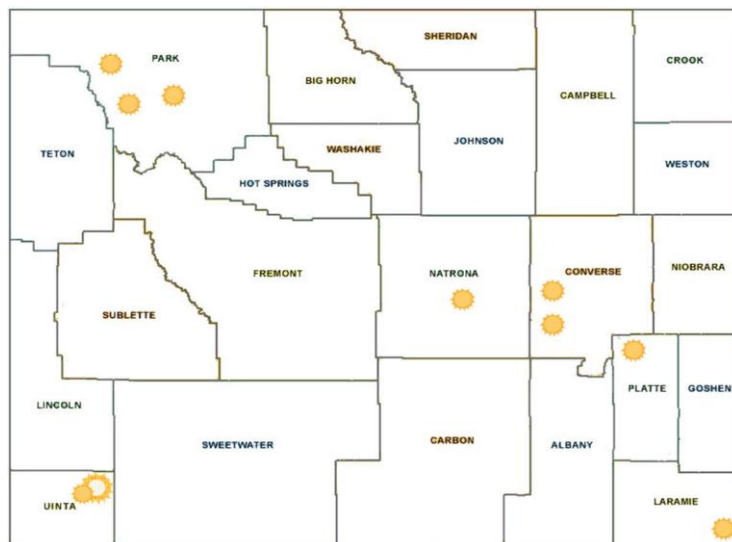 SHERIDAN
PARK
CROOK
BIG HORN
CAMPBELL
JOHNSON
WASHAKIE
TETON
WESTON
HOT SPRINGS
FREMONT
NATRONA
CONVERSE
NIOBRARA
SUBLETTE
PLATTE
GOSHEN
LINCOLN
SWEETWATER
CARBON
ALBANY
UINTA
LARAMIE